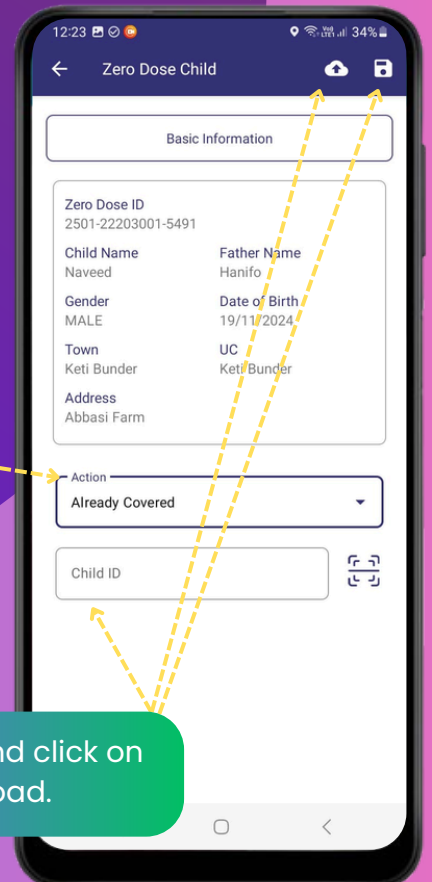 12:23 34%
Zero Dose Child
Basic Information
Zero Dose ID
2501-22203001-5491
Child Name Father Name
Naveed Hanifo
Gender Date of Birth
MALE 19/11/2024
Town UC
Keti Bunder Keti Bunder
Address
Abbasi Farm
Action
Already Covered
Child ID
click on